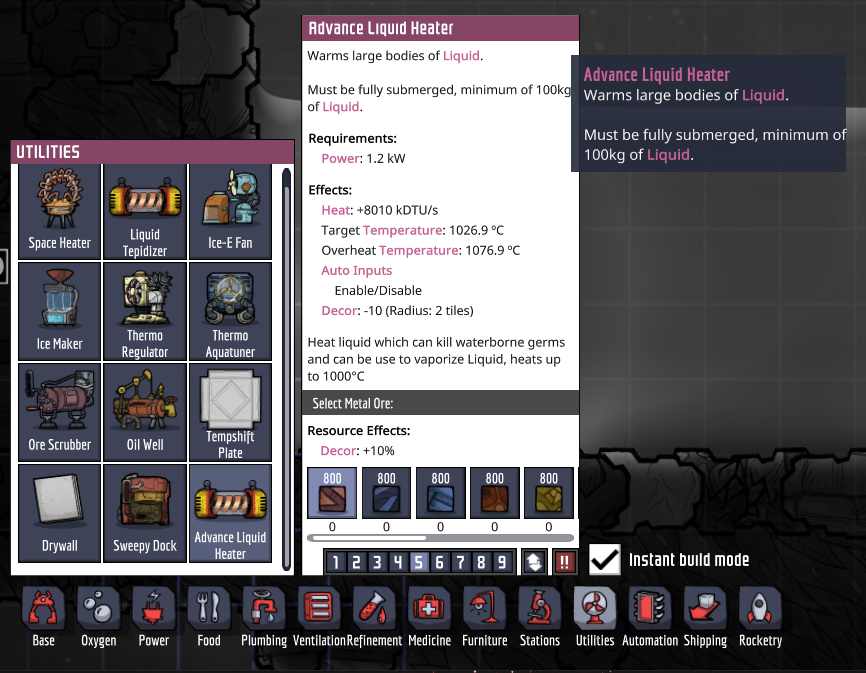 Advance Liquid Heater
Warms large bodies of Liquid.
Must be fully submerged, minimum of 100kg
of Liquid.
Requirements:
Power: 1.2 kW
Effects:
Heat: +8010 kDTU/s
Target Temperature: 1026.9 ºC
Overheat Temperature: 1076.9 ºC
Auto Inputs
Enable/Disable
Decor: -10 (Radius: 2 tiles)
Heat liquid which can kill waterborne germs
and can be use to vaporize Liquid, heats up
to 1000°C
Select Metal Ore:
Resource Effects:
Decor: +10%
800 800 800 800 800
0 0 0 0 0
Advance Liquid Heater
Warms large bodies of Liquid.
Must be fully submerged, minimum of
100kg of Liquid.
UTILITIES
Space Heater
Liquid
Tepidizer
Ice-E Fan
Ice Maker
Thermo
Regulator
Thermo
Aquatuner
Ore Scrubber
Oil Well
Tempshift
Plate
Drywall
Sweepy Dock
Advance Liquid
Heater
1 2 3 4 5 6 7 8 9 !!
Instant build mode
Base Oxygen Power Food Plumbing Ventilation Refinement Medicine Furniture Stations Utilities Automation Shipping Rocketry